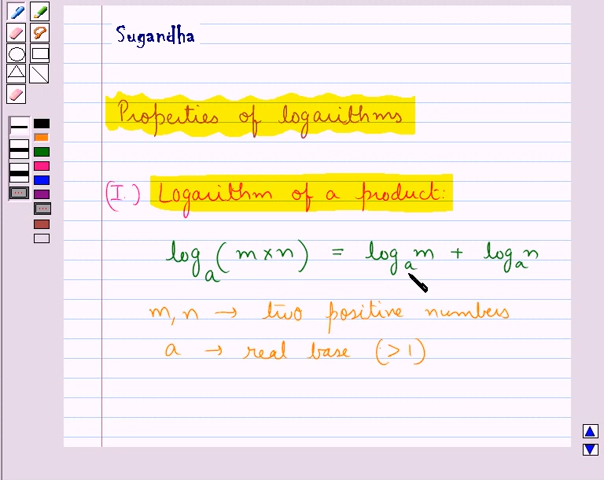 Sugandha
Properties of logarithms
(I.) Logarithm of a product:
logₐ(m×n) = logₐm + logₐn
m,n → two positive numbers
a → real base (>1)